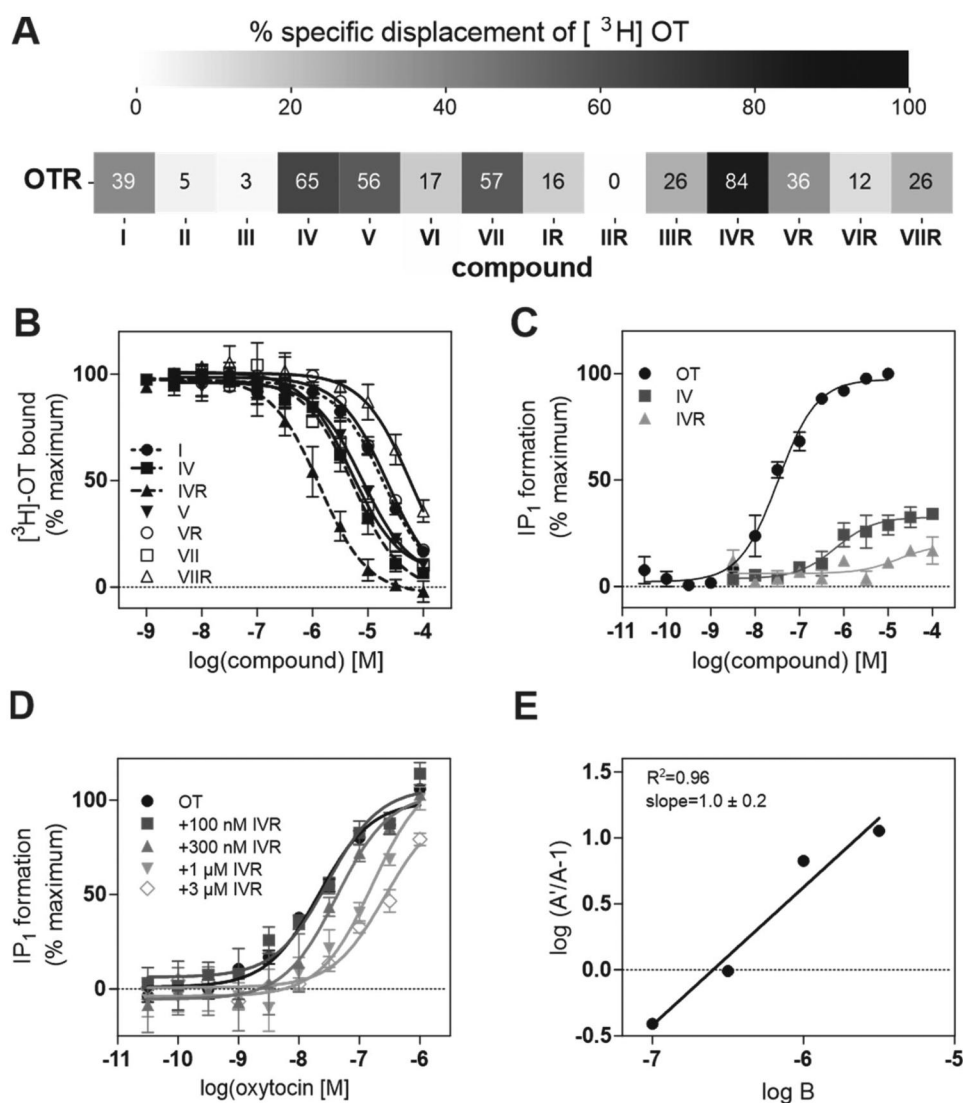 A
% specific displacement of [ ³H] OT
0 20 40 60 80 100
OTR
39 5 3 65 56 17 57 16 0 26 84 36 12 26
I II III IV V VI VII IR IIR IIIR IVR VR VIR VIIR
compound
B
[³H]-OT bound
(% maximum)
100
50
0
I
IV
IVR
V
VR
VII
VIIR
-9 -8 -7 -6 -5 -4
log(compound) [M]
C
IP₁ formation
(% maximum)
100
50
0
OT
IV
IVR
-11 -10 -9 -8 -7 -6 -5 -4
log(compound) [M]
D
IP₁ formation
(% maximum)
100
50
0
OT
+100 nM IVR
+300 nM IVR
+1 µM IVR
+3 µM IVR
-11 -10 -9 -8 -7 -6
log(oxytocin) [M]
E
log (A'/A-1)
1.5
1.0
0.5
0.0
-0.5
R²=0.96
slope=1.0 ± 0.2
-7 -6 -5
log B